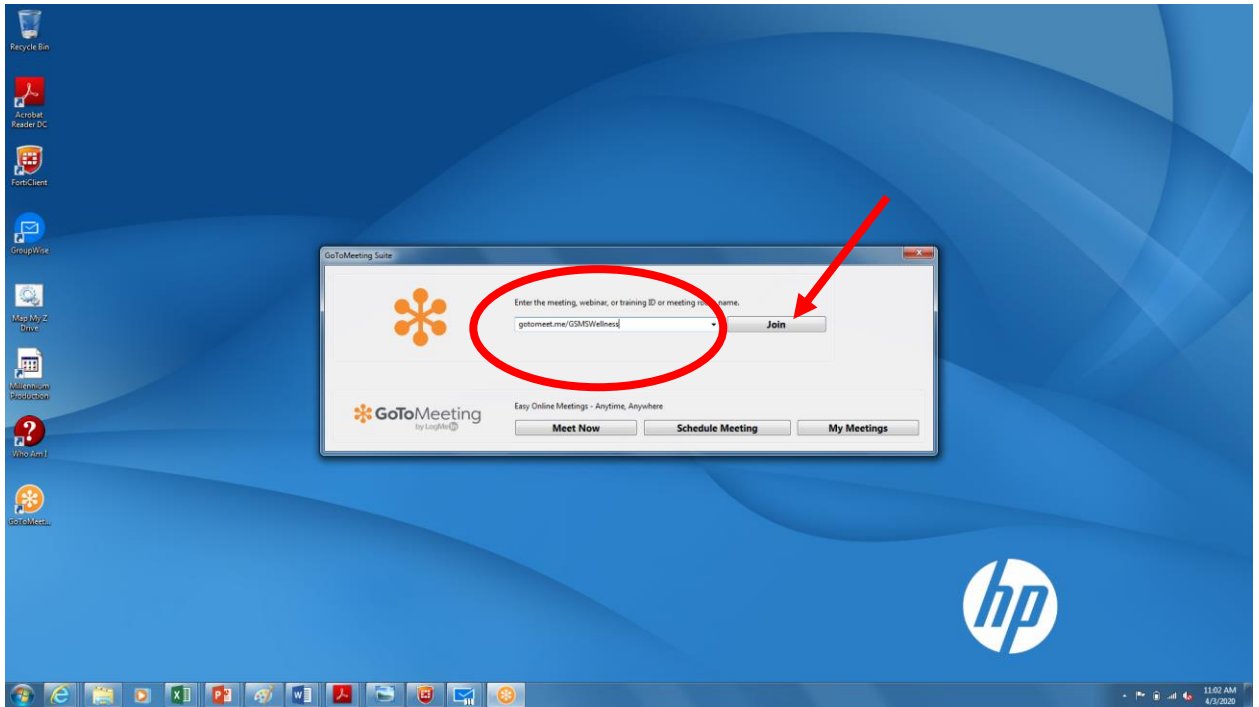 Recycle Bin
Acrobat
Reader DC
FortiClient
GroupWise
Map My Z
Drive
Millennium
Production
Who Am I
GoToMeet...
GoToMeeting Suite
Enter the meeting, webinar, or training ID or meeting name.
gotomeet.me/GSMSWellness
Join
GoToMeeting
by LogMeIn
Easy Online Meetings - Anytime, Anywhere
Meet Now
Schedule Meeting
My Meetings
hp
11:02 AM
4/3/2020